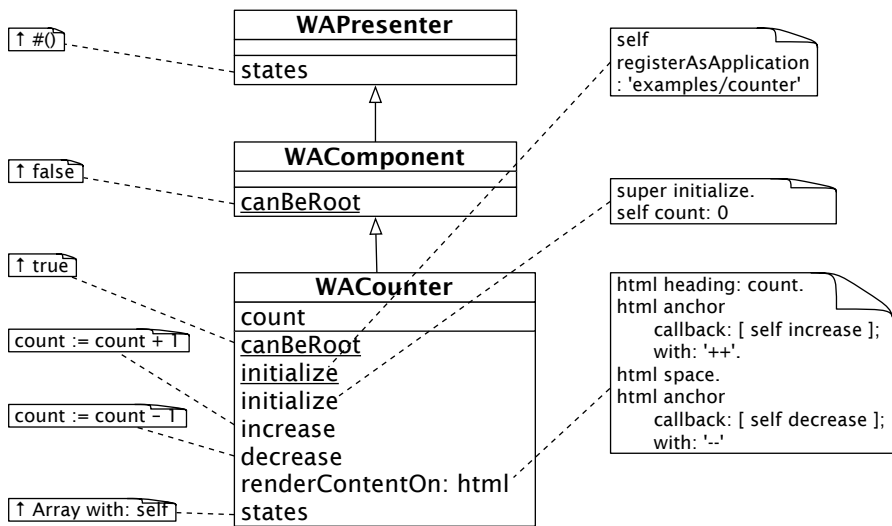 WAPresenter
states
↑ #()
WAComponent
canBeRoot
↑ false
WACounter
count
canBeRoot
initialize
initialize
increase
decrease
renderContentOn: html
states
↑ true
count := count + 1
count := count – 1
↑ Array with: self
self
registerAsApplication
: 'examples/counter'
super initialize.
self count: 0
html heading: count.
html anchor
callback: [ self increase ];
with: '++'.
html space.
html anchor
callback: [ self decrease ];
with: '--'